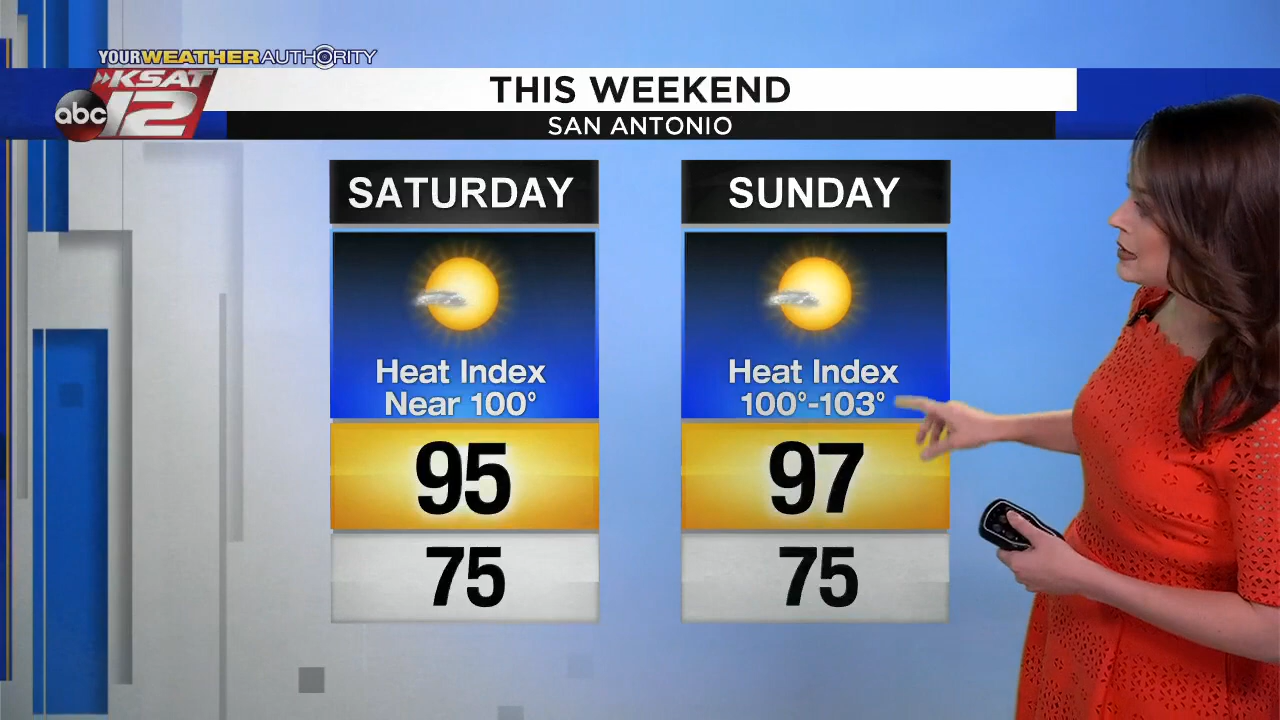 YOURWEATHERAUTHORITY
KSAT
abc 12
THIS WEEKEND
SAN ANTONIO
SATURDAY
Heat Index
Near 100°
95
75
SUNDAY
Heat Index
100°-103°
97
75